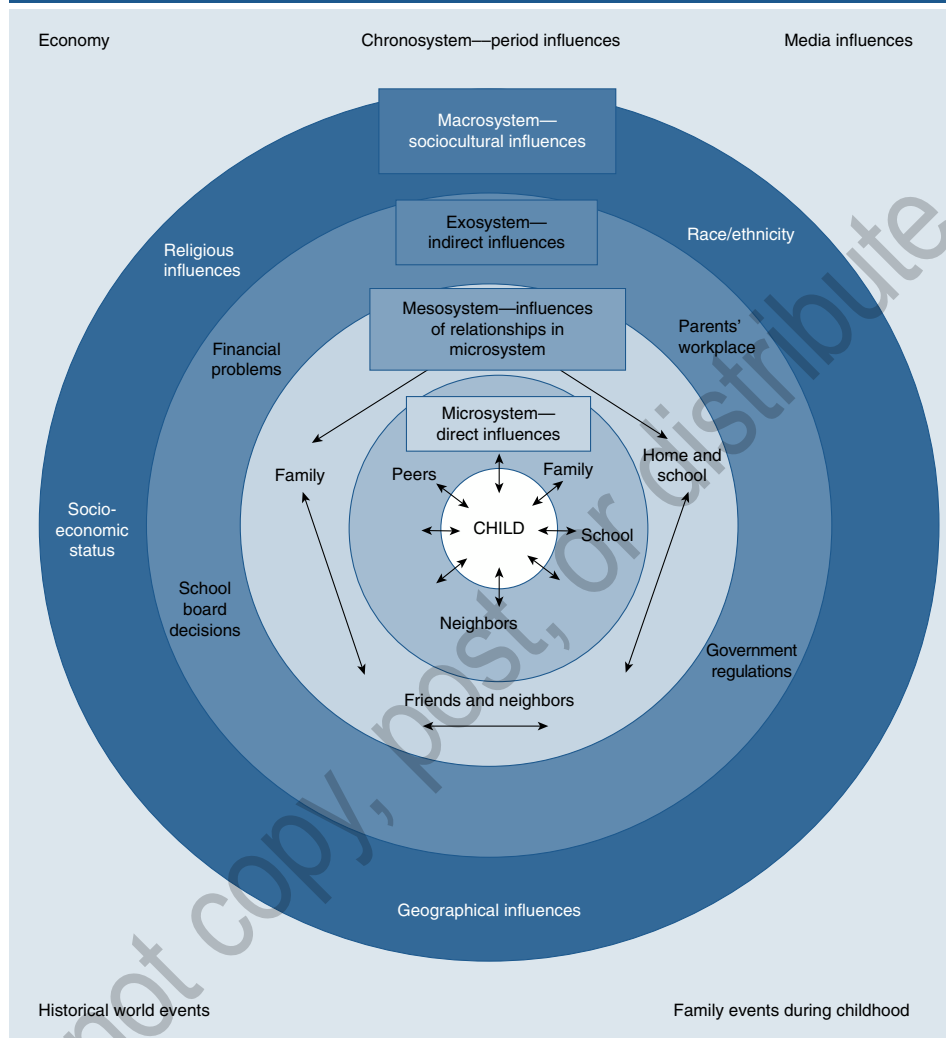 Economy
Chronosystem—period influences
Media influences
Macrosystem—
sociocultural influences
Exosystem—
indirect influences
Race/ethnicity
Religious
influences
Mesosystem—influences
of relationships in
microsystem
Parents'
workplace
Financial
problems
Microsystem—
direct influences
Home and
school
Family
Peers
Family
CHILD
School
Socio-
economic
status
School
board
decisions
Neighbors
Government
regulations
Friends and neighbors
Geographical influences
Historical world events
Family events during childhood
not copy, post, or distribute